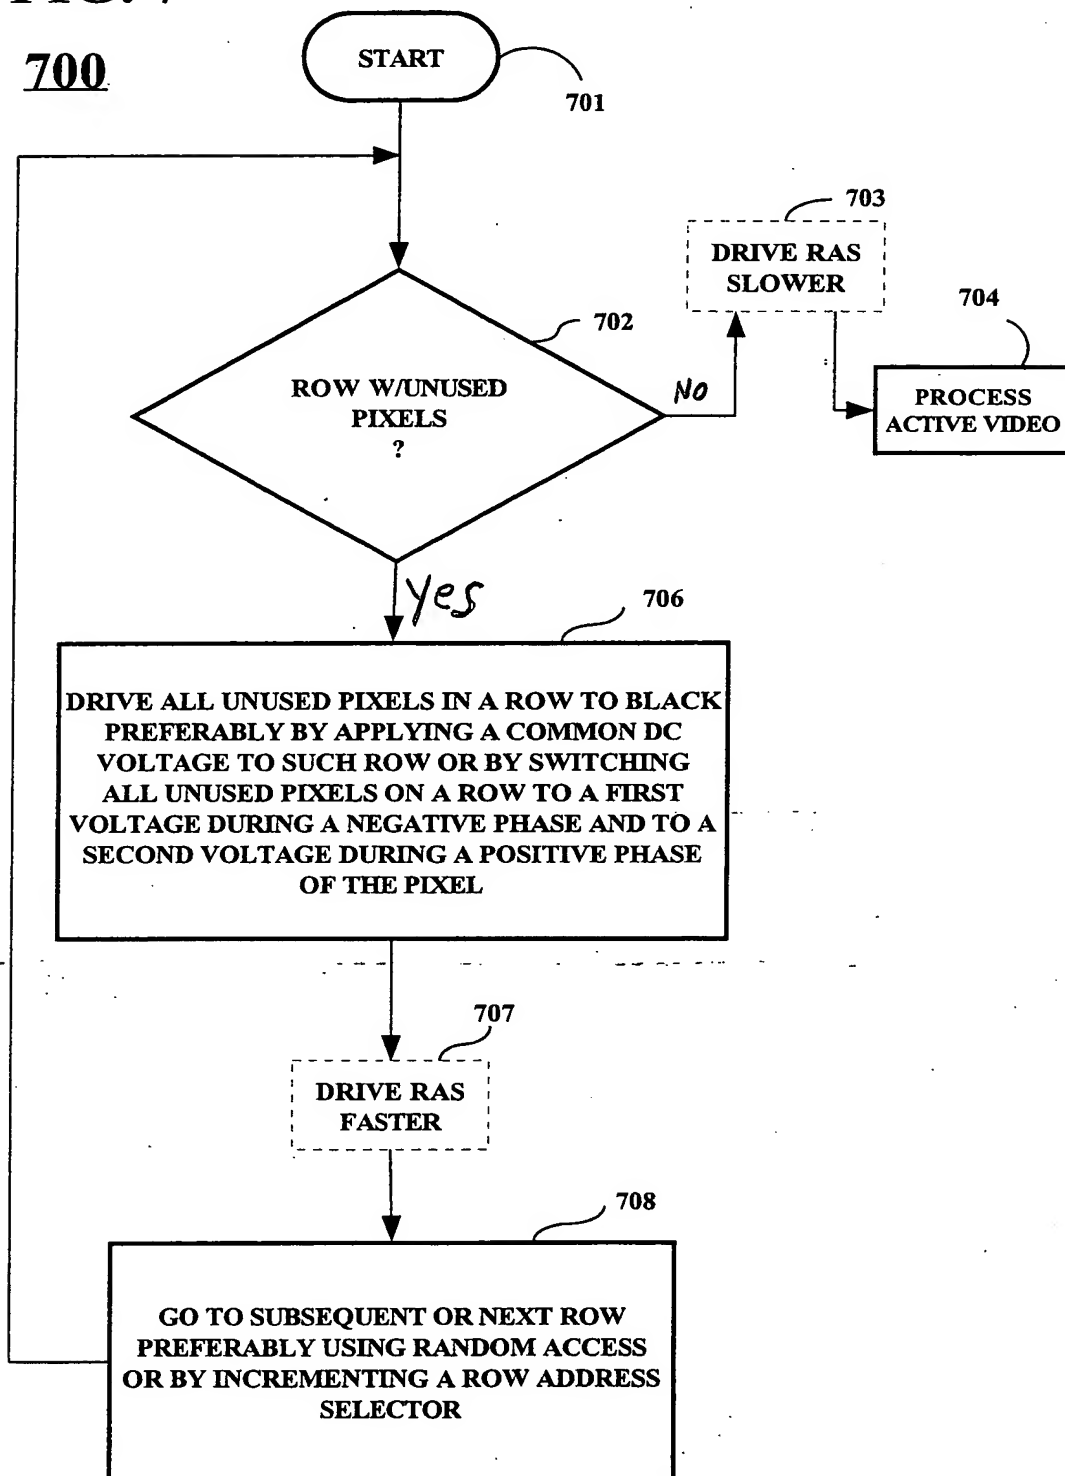 FIG. 7
700
START
701
703
DRIVE RAS
SLOWER
704
702
ROW W/UNUSED
PIXELS
?
NO
PROCESS
ACTIVE VIDEO
Yes
706
DRIVE ALL UNUSED PIXELS IN A ROW TO BLACK
PREFERABLY BY APPLYING A COMMON DC
VOLTAGE TO SUCH ROW OR BY SWITCHING
ALL UNUSED PIXELS ON A ROW TO A FIRST
VOLTAGE DURING A NEGATIVE PHASE AND TO A
SECOND VOLTAGE DURING A POSITIVE PHASE
OF THE PIXEL
707
DRIVE RAS
FASTER
708
GO TO SUBSEQUENT OR NEXT ROW
PREFERABLY USING RANDOM ACCESS
OR BY INCREMENTING A ROW ADDRESS
SELECTOR